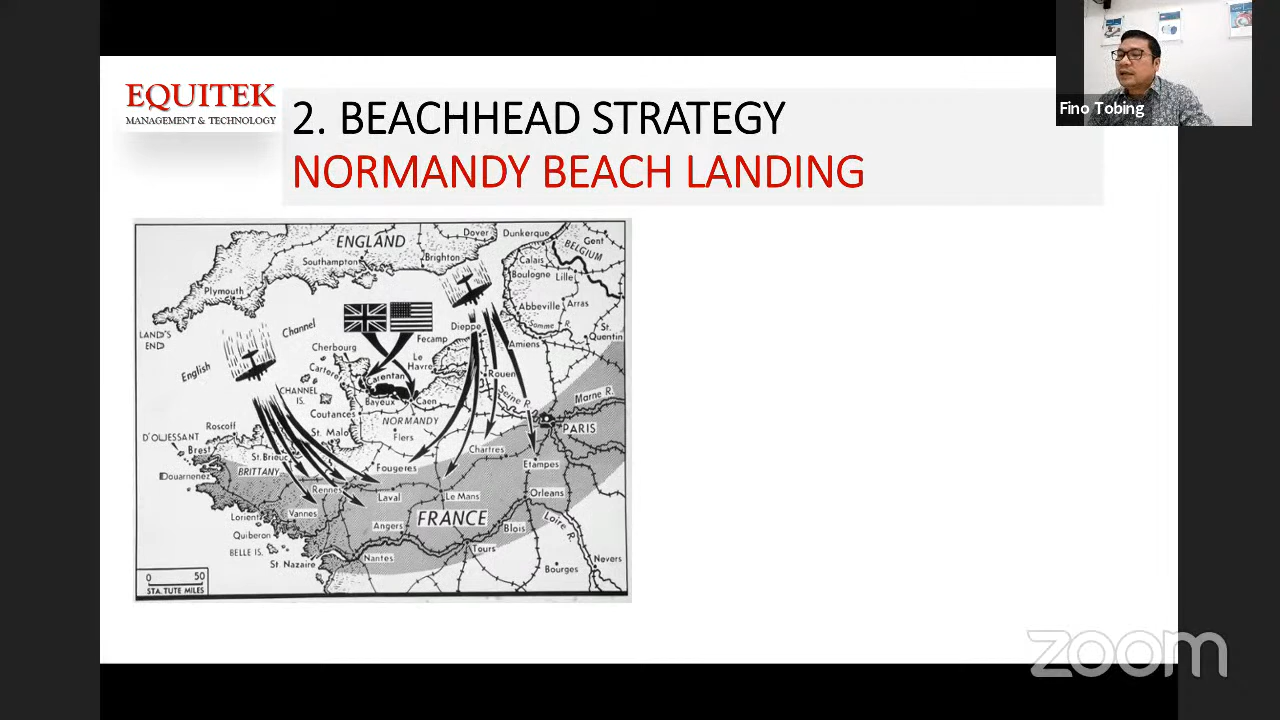 EQUITEK
MANAGEMENT & TECHNOLOGY
2. BEACHHEAD STRATEGY
NORMANDY BEACH LANDING
Fino Tobing
ENGLAND
Dover
Dunkerque
Gent
BELGIUM
Southampton
Brighton
Calais
Boulogne
Lille
Plymouth
Abbeville
Arras
LAND'S
END
Channel
Dieppe
Somme R.
St.
Quentin
Fecamp
Amiens
Cherbourg
Le
Havre
English
Carteret
Carentan
Rouen
CHANNEL
IS.
Bayeux
Caen
Seine R.
Marne R.
Coutances
NORMANDY
PARIS
Roscoff
St. Malo
Flers
D'OUESSANT
Brest
St. Brieuc
Chartres
Etampes
BRITTANY
Fougeres
Douarnenez
Rennes
Laval
Le Mans
Orleans
Lorient
Vannes
FRANCE
Angers
Blois
Loire R.
Quiberon
BELLE IS.
Tours
St. Nazaire
Nantes
Bourges
Nevers
0 50
STATUTE MILES
zoom